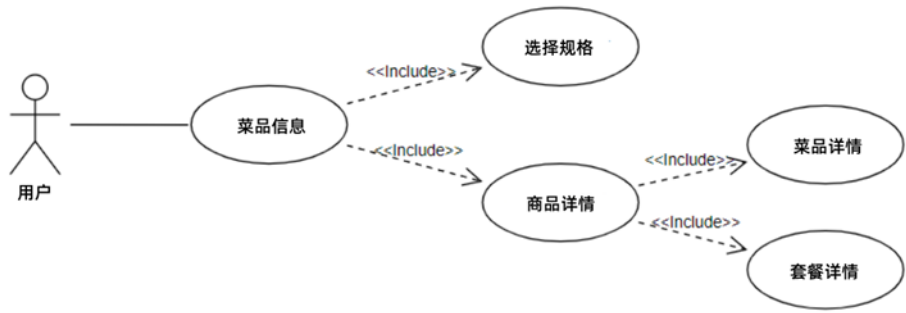 选择规格
<<Include>>
菜品信息
<<Include>>
用户
商品详情
<<Include>>
菜品详情
<<Include>>
套餐详情